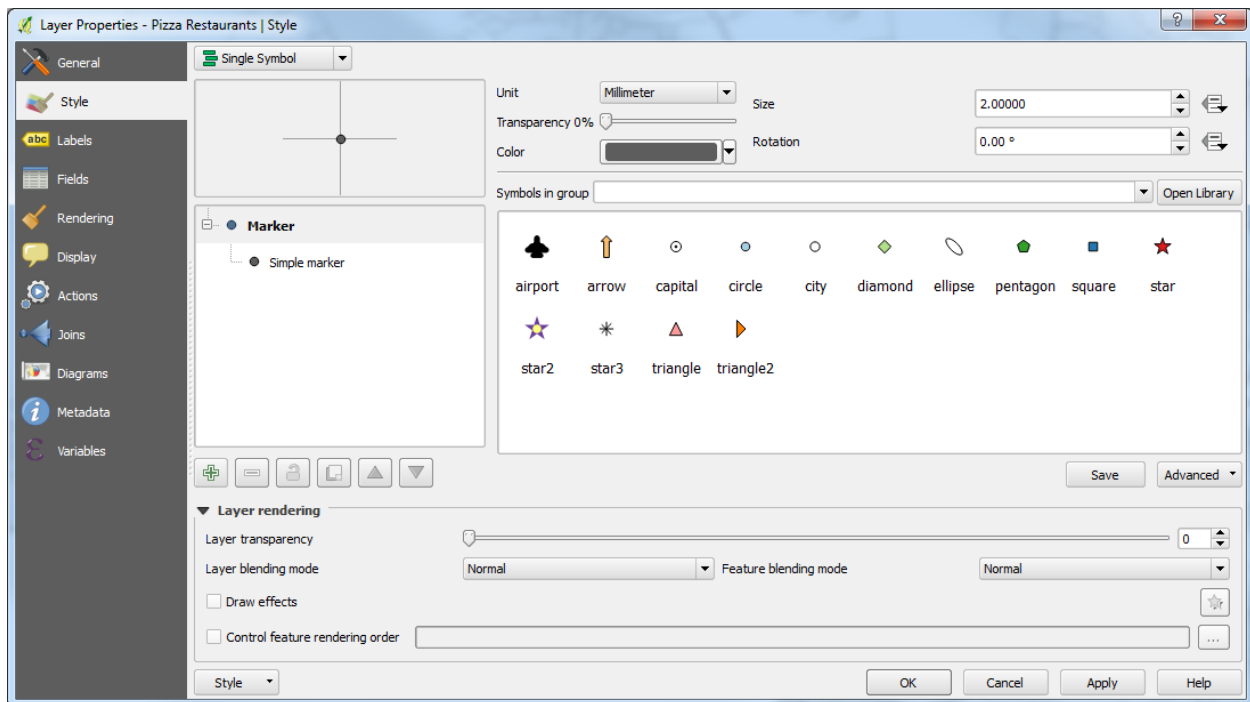 Layer Properties - Pizza Restaurants | Style
General
Style
abc Labels
Fields
Rendering
Display
Actions
Joins
Diagrams
Metadata
Variables
Single Symbol
Unit Millimeter Size 2.00000
Transparency 0%
Color Rotation 0.00 °
Symbols in group Open Library
Marker
Simple marker
airport arrow capital circle city diamond ellipse pentagon square star
star2 star3 triangle triangle2
Save Advanced
Layer rendering
Layer transparency 0
Layer blending mode Normal Feature blending mode Normal
Draw effects
Control feature rendering order ...
Style OK Cancel Apply Help